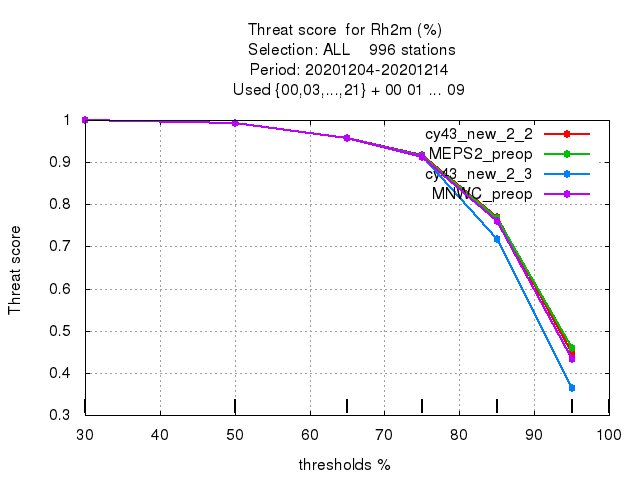 Threat score  for Rh2m (%)
Selection: ALL    996 stations
Period: 20201204-20201214
Used {00,03,...,21} + 00 01 ... 09
cy43_new_2_2
MEPS2_preop
cy43_new_2_3
MNWC_preop
Threat score
1
0.9
0.8
0.7
0.6
0.5
0.4
0.3
30 40 50 60 70 80 90 100
thresholds %